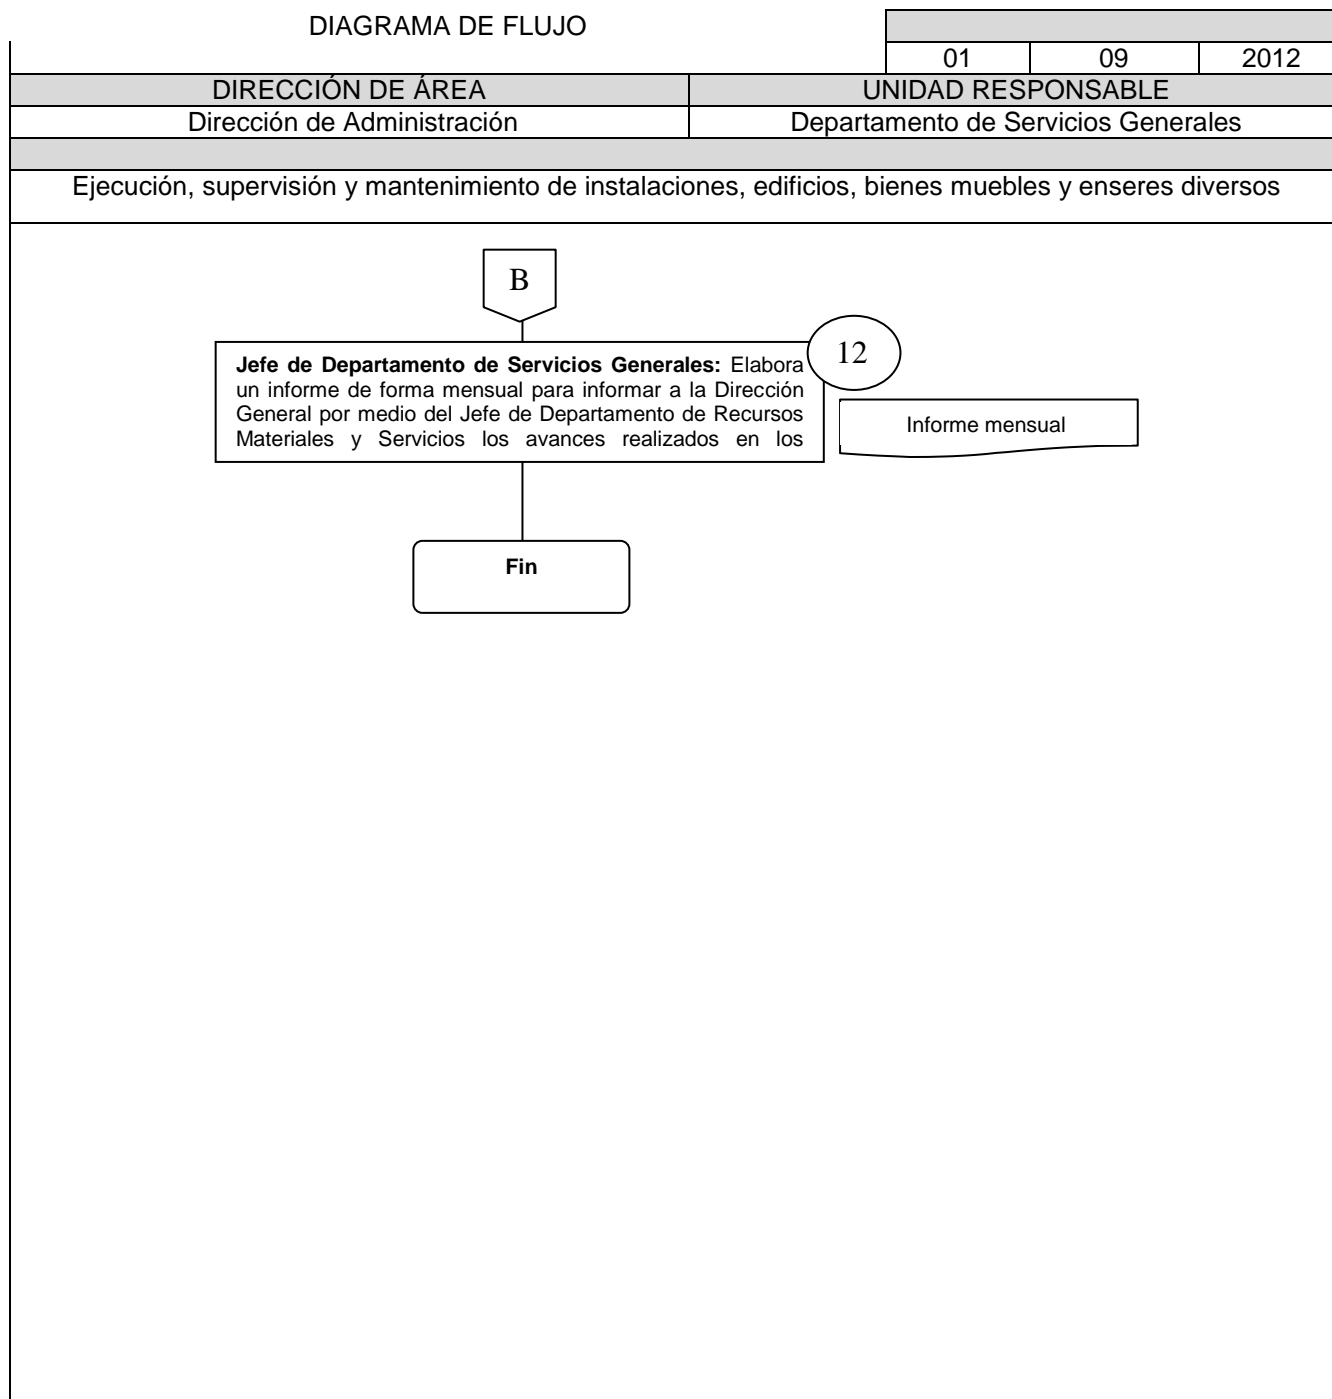 DIAGRAMA DE FLUJO
01 09 2012
DIRECCIÓN DE ÁREA UNIDAD RESPONSABLE
Dirección de Administración Departamento de Servicios Generales
Ejecución, supervisión y mantenimiento de instalaciones, edificios, bienes muebles y enseres diversos
B
12
Jefe de Departamento de Servicios Generales: Elabora
un informe de forma mensual para informar a la Dirección
General por medio del Jefe de Departamento de Recursos
Materiales y Servicios los avances realizados en los
Informe mensual
Fin